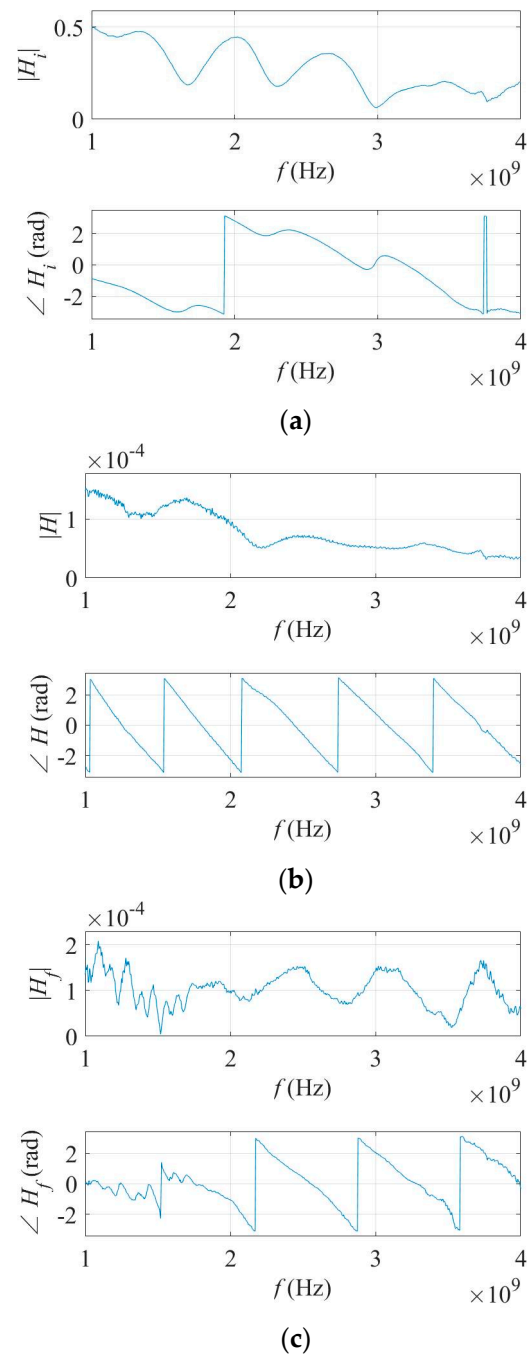 |H_i|
0.5
0
1 2 3 4
f (Hz)
×10^9
∠ H_i (rad)
2
0
-2
1 2 3 4
f (Hz)
×10^9
(a)
×10^-4
|H|
1
0
1 2 3 4
f (Hz)
×10^9
∠ H (rad)
2
0
-2
1 2 3 4
f (Hz)
×10^9
(b)
×10^-4
|H_f|
2
1
0
1 2 3 4
f (Hz)
×10^9
∠ H_f (rad)
2
0
-2
1 2 3 4
f (Hz)
×10^9
(c)